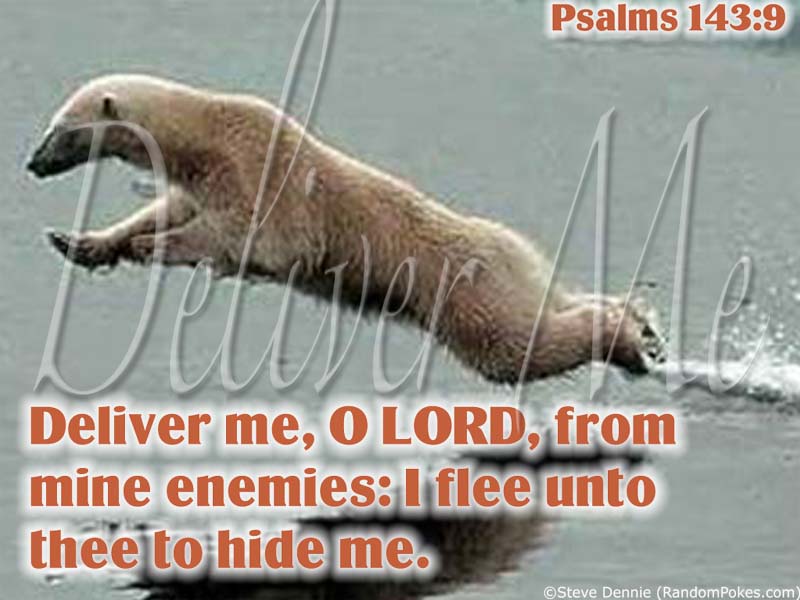 Psalms 143:9
Deliver Me
Deliver me, O LORD, from
mine enemies: I flee unto
thee to hide me.
©Steve Dennie (RandomPokes.com)